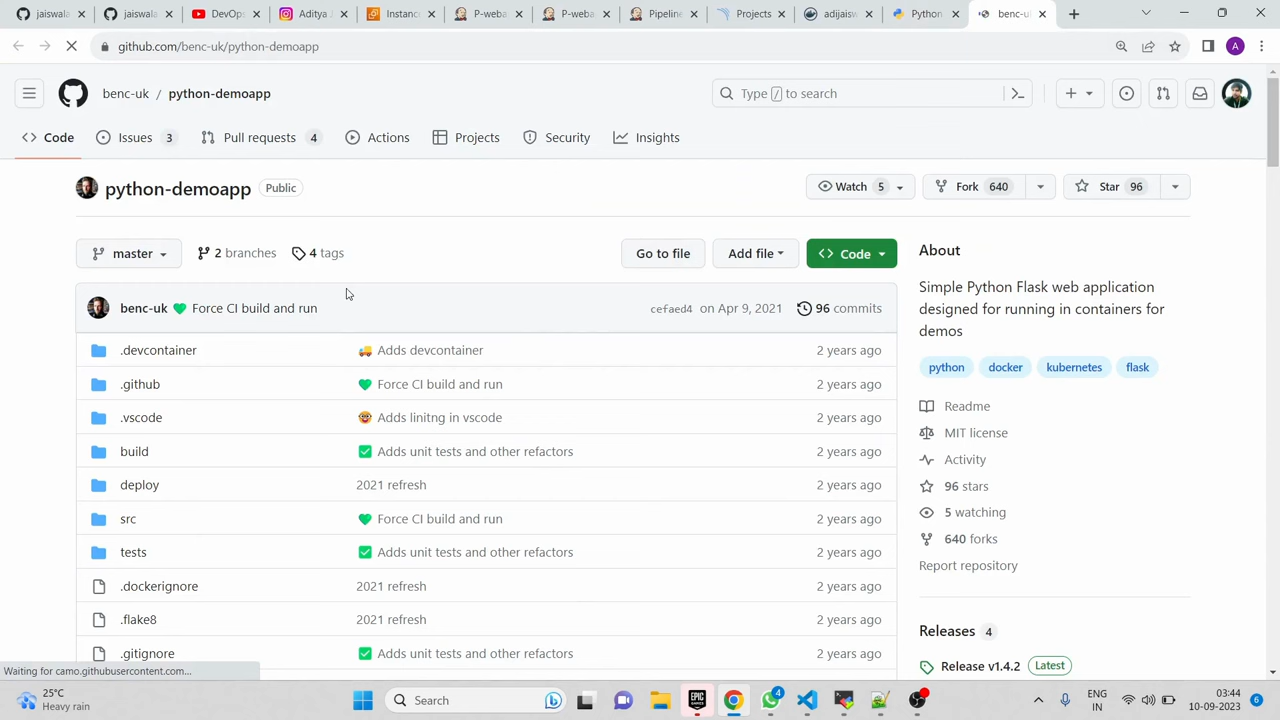 jaiswala
jaiswala
DevOp
Aditya J
Instanc
P-weba
P-weba
Pipeline
Projects
adijaisw
Python
benc-u
github.com/benc-uk/python-demoapp
A
benc-uk / python-demoapp
Type / to search
Code
Issues 3
Pull requests 4
Actions
Projects
Security
Insights
python-demoapp Public
Watch 5
Fork 640
Star 96
master
2 branches
4 tags
Go to file
Add file
Code
About
Simple Python Flask web application
designed for running in containers for
demos
benc-uk Force CI build and run cefaed4 on Apr 9, 2021 96 commits
.devcontainer Adds devcontainer 2 years ago
.github Force CI build and run 2 years ago
.vscode Adds linitng in vscode 2 years ago
build Adds unit tests and other refactors 2 years ago
deploy 2021 refresh 2 years ago
src Force CI build and run 2 years ago
tests Adds unit tests and other refactors 2 years ago
.dockerignore 2021 refresh 2 years ago
.flake8 2021 refresh 2 years ago
.gitignore Adds unit tests and other refactors 2 years ago
python docker kubernetes flask
Readme
MIT license
Activity
96 stars
5 watching
640 forks
Report repository
Releases 4
Release v1.4.2 Latest
Waiting for camo.githubusercontent.com...
25°C
Heavy rain
Search
EPIC
GAMES
4
ENG
IN
03:44
10-09-2023
6